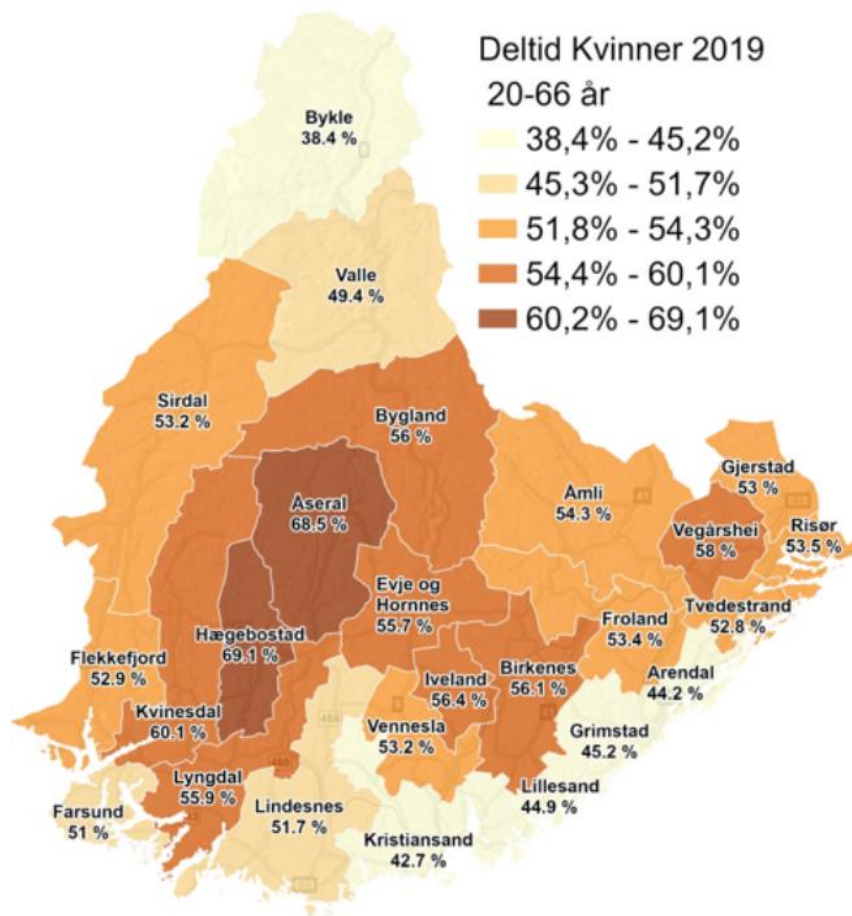 Deltid Kvinner 2019
20-66 år
38,4% - 45,2%
45,3% - 51,7%
51,8% - 54,3%
54,4% - 60,1%
60,2% - 69,1%
Bykle
38.4 %
Valle
49.4 %
Sirdal
53.2 %
Bygland
56 %
Åseral
68.5 %
Åmli
54.3 %
Gjerstad
53 %
Vegårshei
58 %
Risør
53.5 %
Evje og
Hornnes
55.7 %
Tvedestrand
52.8 %
Froland
53.4 %
Hægebostad
69.1 %
Flekkefjord
52.9 %
Iveland
56.4 %
Birkenes
56.1 %
Arendal
44.2 %
Kvinesdal
60.1 %
Vennesla
53.2 %
Grimstad
45.2 %
Lyngdal
55.9 %
Lillesand
44.9 %
Farsund
51 %
Lindesnes
51.7 %
Kristiansand
42.7 %